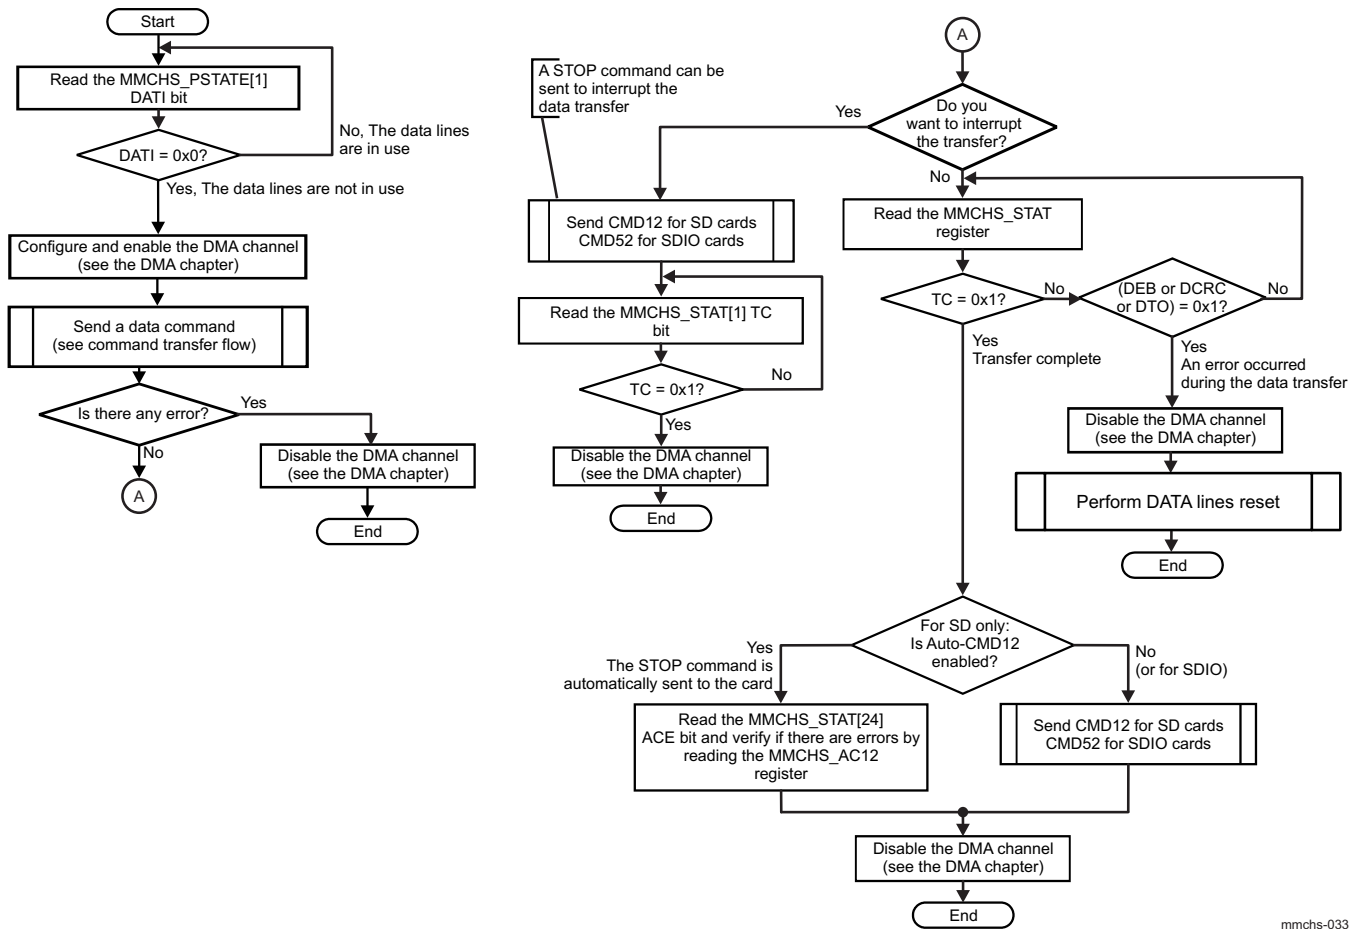 Start
Read the MMCHS_PSTATE[1]
DATI bit
DATI = 0x0?
No, The data lines
are in use
Yes, The data lines are not in use
Configure and enable the DMA channel
(see the DMA chapter)
Send a data command
(see command transfer flow)
Is there any error?
Yes
No
A
Disable the DMA channel
(see the DMA chapter)
End
A
Do you
want to interrupt
the transfer?
Yes
No
A STOP command can be
sent to interrupt the
data transfer
Send CMD12 for SD cards
CMD52 for SDIO cards
Read the MMCHS_STAT[1] TC
bit
TC = 0x1?
No
Yes
Disable the DMA channel
(see the DMA chapter)
End
Read the MMCHS_STAT
register
TC = 0x1?
No
Yes
Transfer complete
(DEB or DCRC
or DTO) = 0x1?
No
Yes
An error occurred
during the data transfer
Disable the DMA channel
(see the DMA chapter)
Perform DATA lines reset
End
For SD only:
Is Auto-CMD12
enabled?
Yes
The STOP command is
automatically sent to the card
No
(or for SDIO)
Read the MMCHS_STAT[24]
ACE bit and verify if there are errors by
reading the MMCHS_AC12
register
Send CMD12 for SD cards
CMD52 for SDIO cards
Disable the DMA channel
(see the DMA chapter)
End
mmchs-033